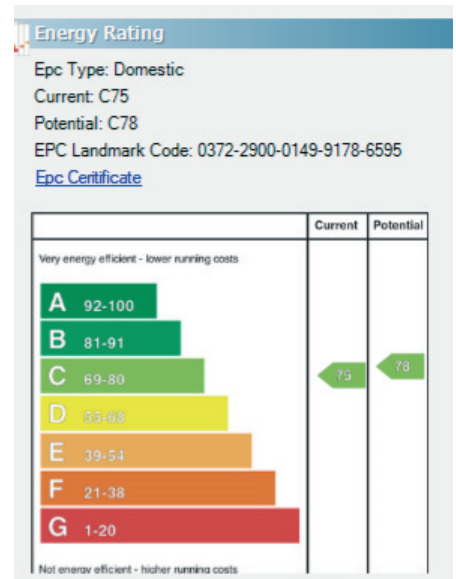 Energy Rating
Epc Type: Domestic
Current: C75
Potential: C78
EPC Landmark Code: 0372-2900-0149-9178-6595
Epc Ceritificate
Current Potential
Very energy efficient - lower running costs
A 92-100
B 81-91
C 69-80
75
78
D 55-68
E 39-54
F 21-38
G 1-20
Not energy efficient - higher running costs